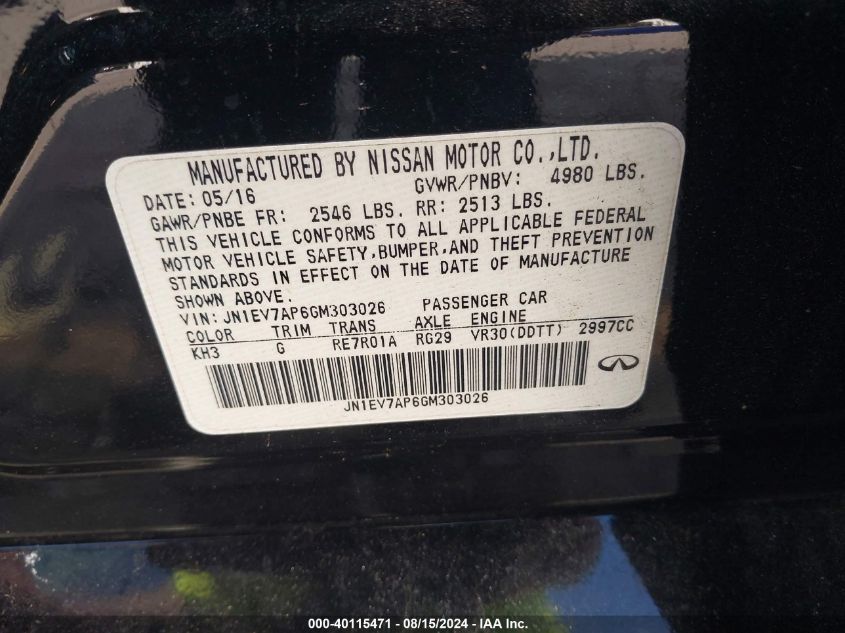 MANUFACTURED BY NISSAN MOTOR CO.,LTD.
DATE: 05/16 GVWR/PNBV: 4980 LBS.
GAWR/PNBE FR: 2546 LBS. RR: 2513 LBS.
THIS VEHICLE CONFORMS TO ALL APPLICABLE FEDERAL
MOTOR VEHICLE SAFETY,BUMPER,AND THEFT PREVENTION
STANDARDS IN EFFECT ON THE DATE OF MANUFACTURE
SHOWN ABOVE.
VIN: JN1EV7AP6GM303026 PASSENGER CAR
COLOR TRIM TRANS AXLE ENGINE
KH3 G RE7R01A RG29 VR30(DDTT) 2997CC
JN1EV7AP6GM303026
000-40115471 - 08/15/2024 - IAA Inc.